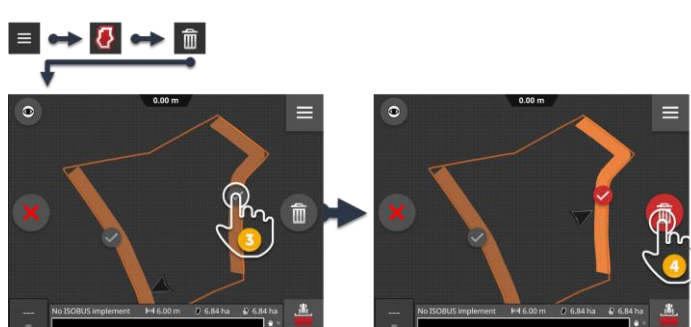 0.00 m
0.00 m
3
4
--- No ISOBUS implement 6.00 m 6.84 ha 6.84 ha
--- No ISOBUS implement 6.00 m 6.84 ha 6.84 ha